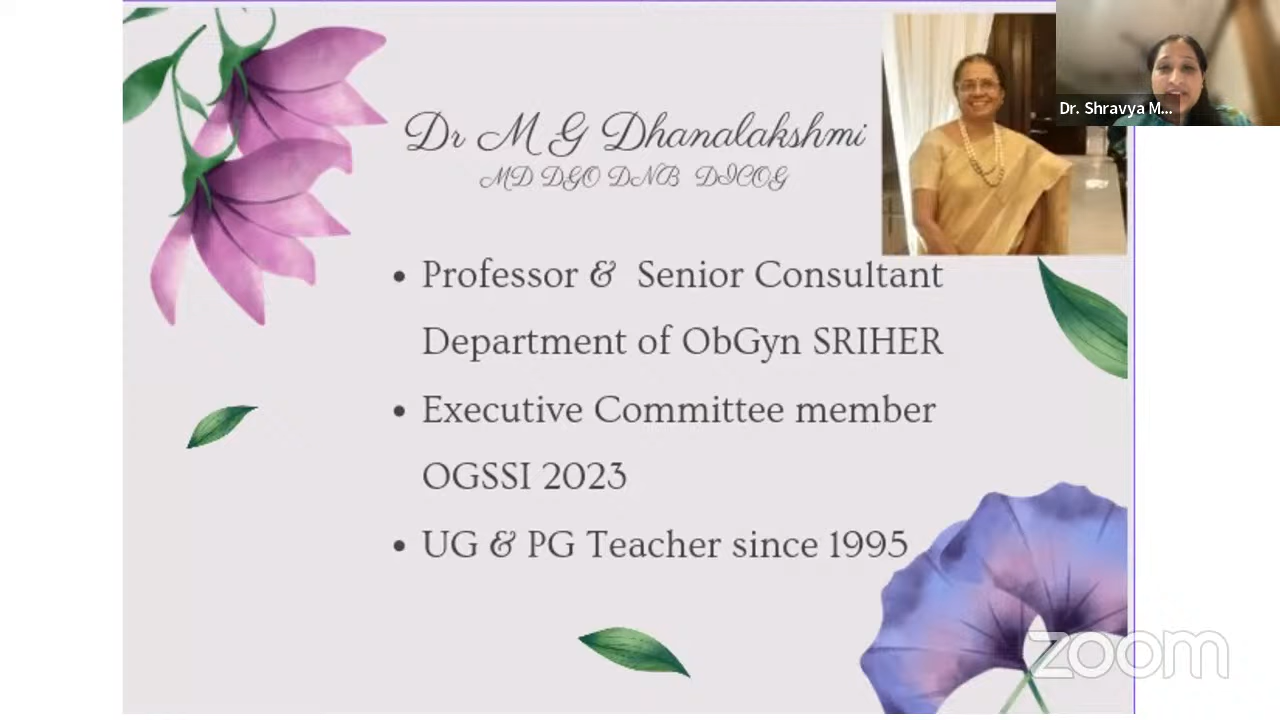 Dr M G Dhanalakshmi
MD DGO DNB DICOG
Dr. Shravya M...
• Professor & Senior Consultant
Department of ObGyn SRIHER
• Executive Committee member
OGSSI 2023
• UG & PG Teacher since 1995
zoom